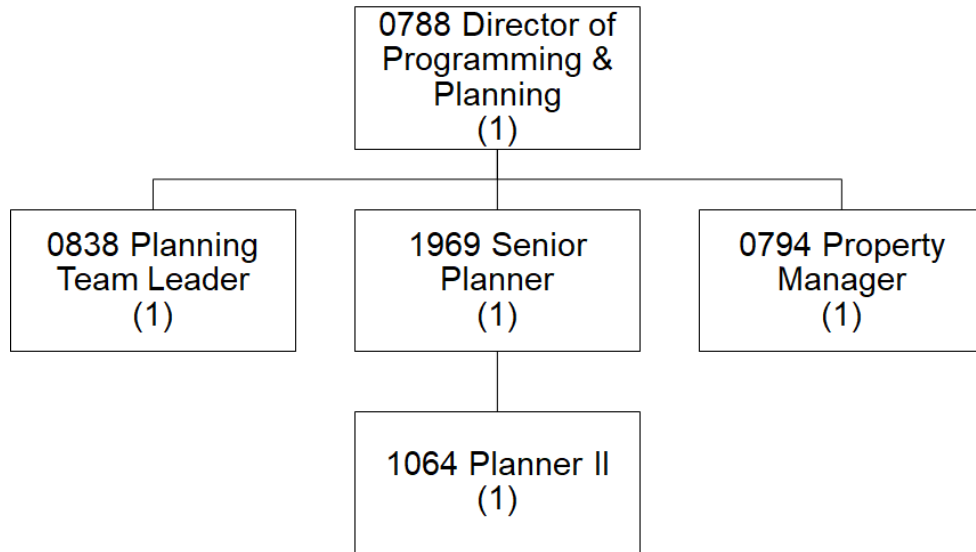 0788 Director of
Programming &
Planning
(1)
0838 Planning
Team Leader
(1)
1969 Senior
Planner
(1)
0794 Property
Manager
(1)
1064 Planner II
(1)